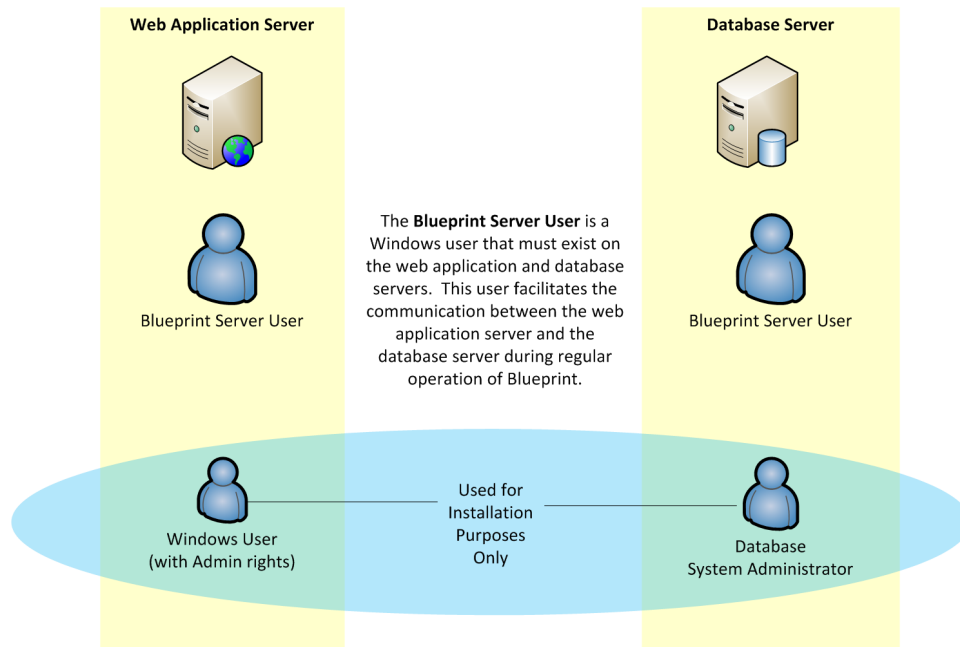 Web Application Server
Database Server
The Blueprint Server User is a
Windows user that must exist on
the web application and database
servers.  This user facilitates the
communication between the web
application server and the
database server during regular
operation of Blueprint.
Blueprint Server User
Blueprint Server User
Used for
Installation
Purposes
Only
Windows User
(with Admin rights)
Database
System Administrator